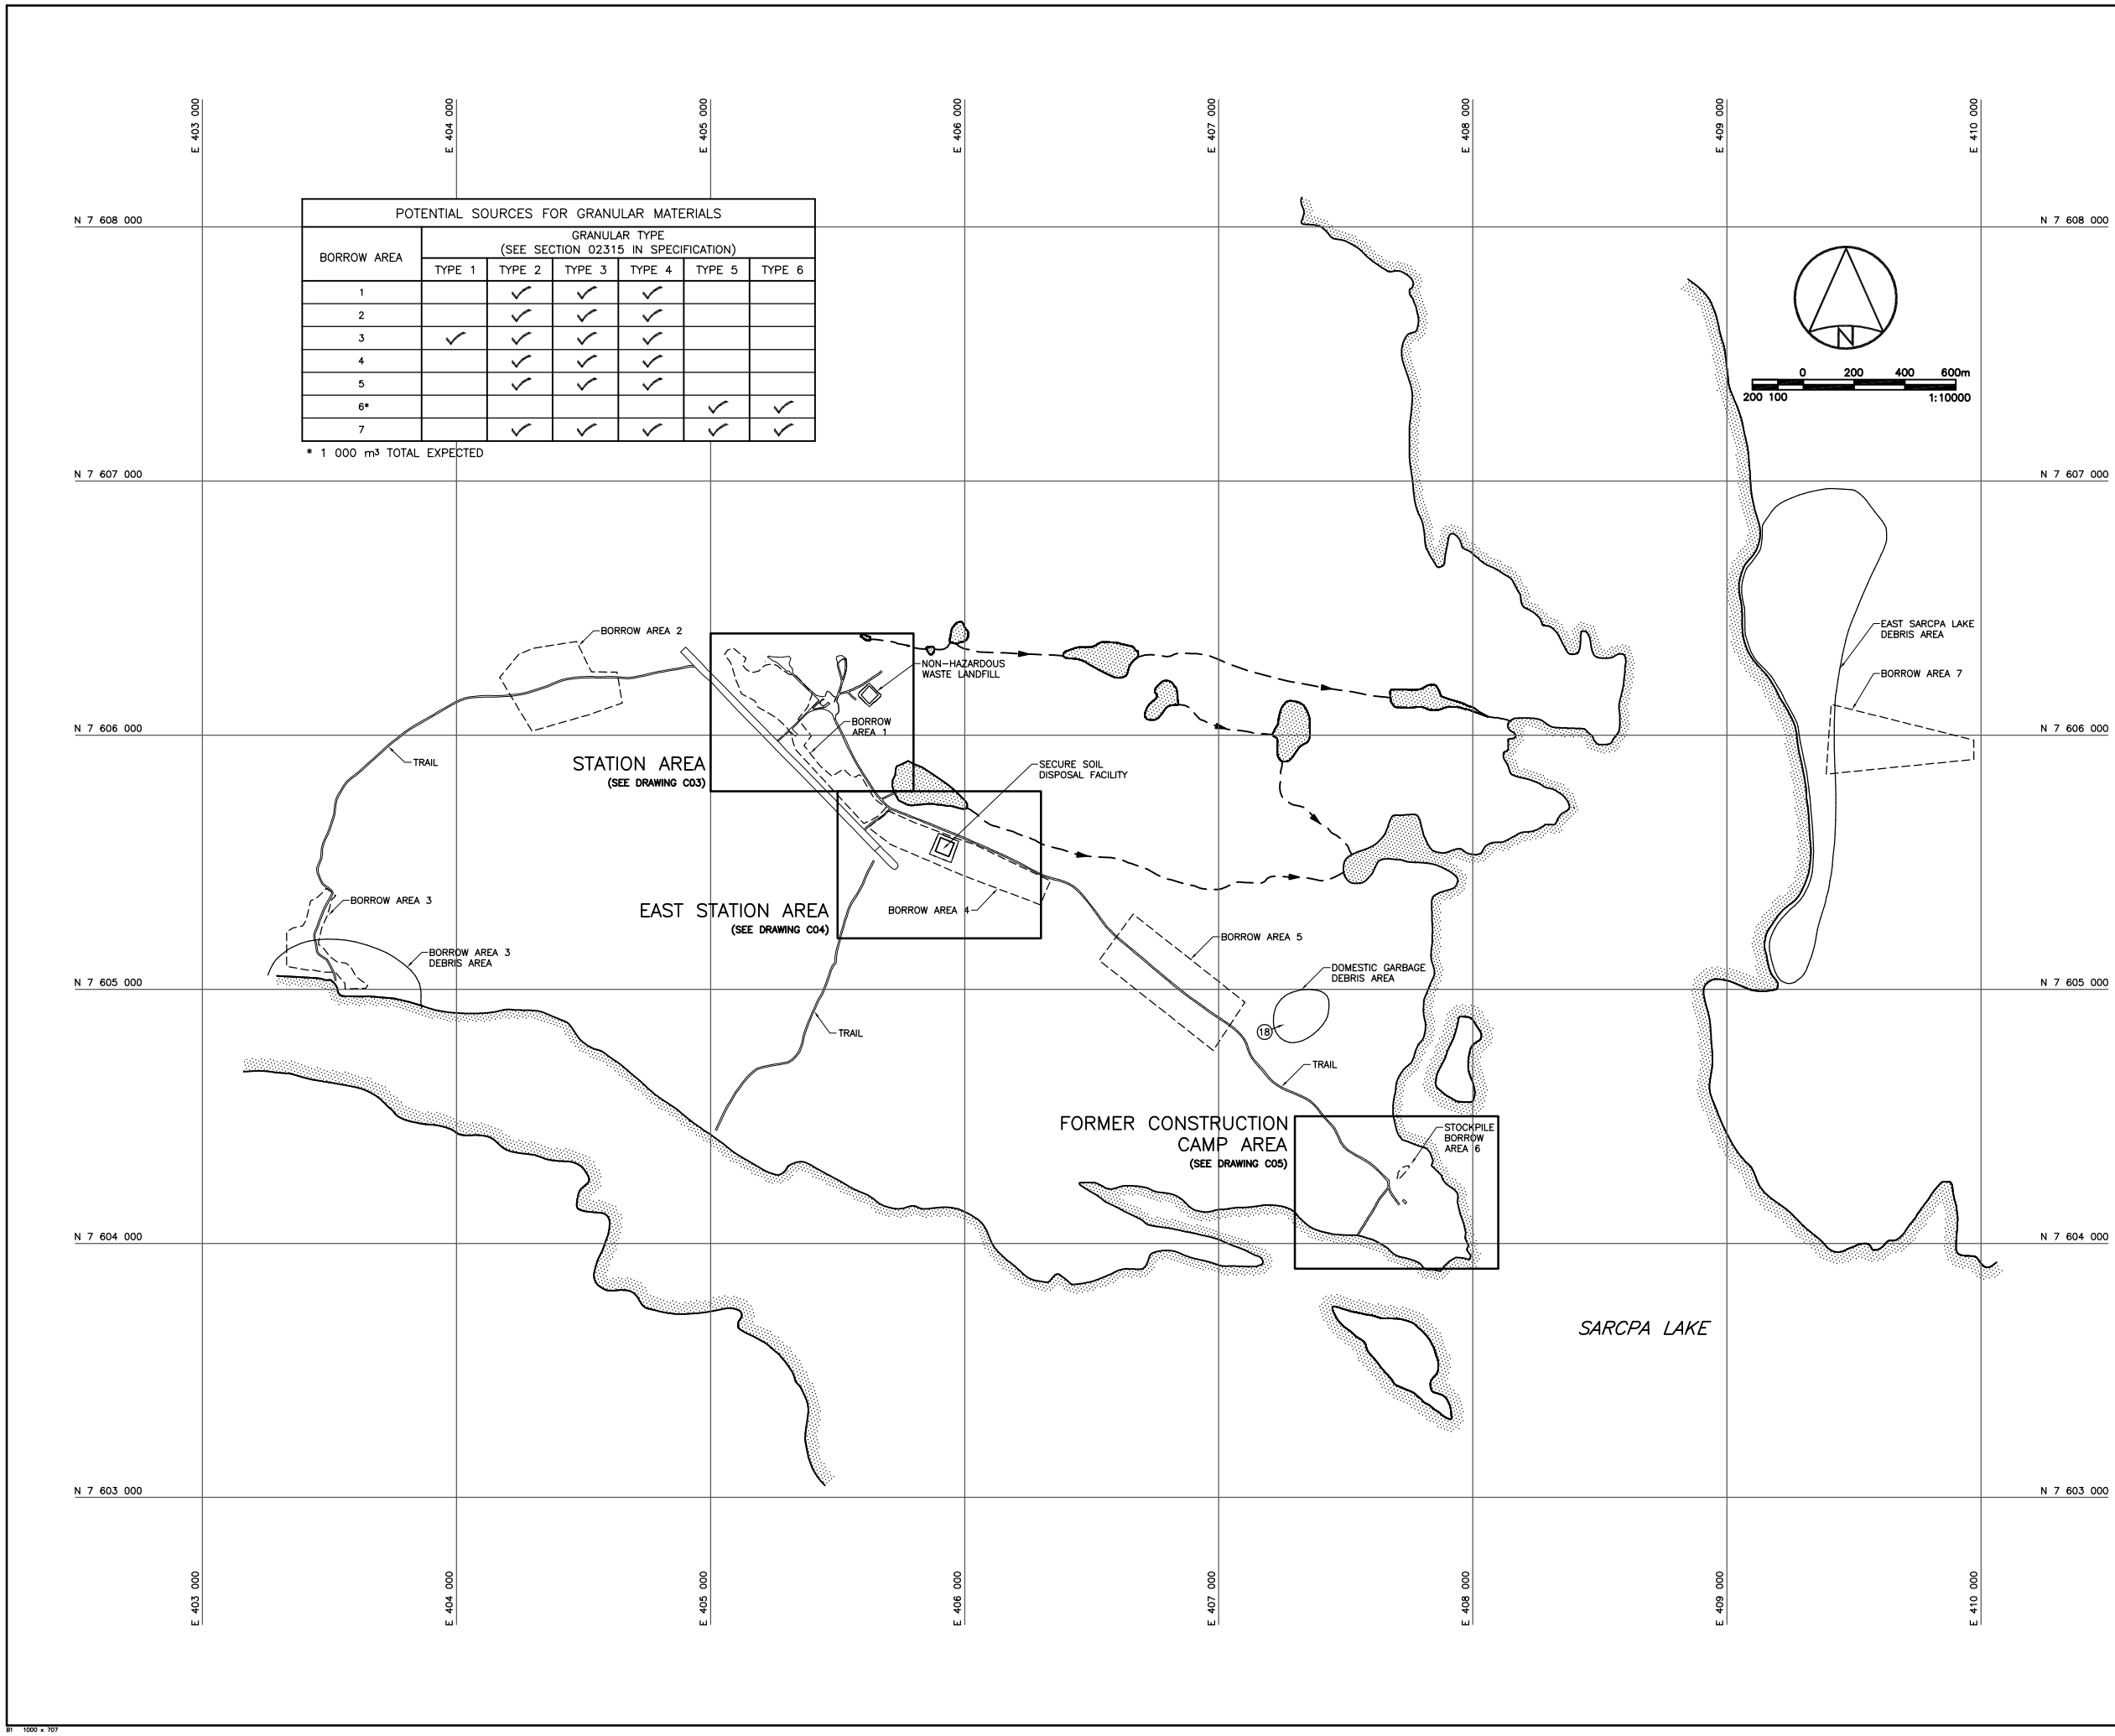 E 403 000
E 404 000
E 405 000
E 406 000
E 407 000
E 408 000
E 409 000
E 410 000
N 7 608 000
N 7 608 000
POTENTIAL SOURCES FOR GRANULAR MATERIALS
BORROW AREA
GRANULAR TYPE
(SEE SECTION 02315 IN SPECIFICATION)
TYPE 1 TYPE 2 TYPE 3 TYPE 4 TYPE 5 TYPE 6
1 ✓ ✓ ✓
2 ✓ ✓ ✓
3 ✓ ✓ ✓ ✓
4 ✓ ✓ ✓
5 ✓ ✓ ✓
6* ✓ ✓
7 ✓ ✓ ✓ ✓ ✓
* 1 000 m³ TOTAL EXPECTED
N
0 200 400 600m
200 100 1:10000
N 7 607 000
N 7 607 000
BORROW AREA 2
NON-HAZARDOUS
WASTE LANDFILL
EAST SARCPA LAKE
DEBRIS AREA
BORROW AREA 7
BORROW
AREA 1
N 7 606 000
N 7 606 000
TRAIL
STATION AREA
(SEE DRAWING C03)
SECURE SOIL
DISPOSAL FACILITY
BORROW AREA 3
EAST STATION AREA
(SEE DRAWING C04)
BORROW AREA 4
BORROW AREA 5
BORROW AREA 3
DEBRIS AREA
DOMESTIC GARBAGE
DEBRIS AREA
N 7 605 000
N 7 605 000
18
TRAIL
TRAIL
FORMER CONSTRUCTION
CAMP AREA
(SEE DRAWING C05)
STOCKPILE
BORROW
AREA 6
N 7 604 000
N 7 604 000
SARCPA LAKE
N 7 603 000
N 7 603 000
E 403 000
E 404 000
E 405 000
E 406 000
E 407 000
E 408 000
E 409 000
E 410 000
B1 1000 x 707